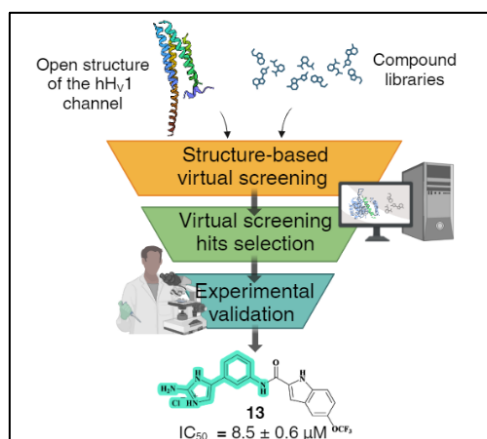 Open structure
of the hHᵥ1
channel
Compound
libraries
Structure-based
virtual screening
Virtual screening
hits selection
Experimental
validation
H
N
O
H
N
H₂N
Cl
HN
N
H
OCF₃
13
IC₅₀ = 8.5 ± 0.6 µM